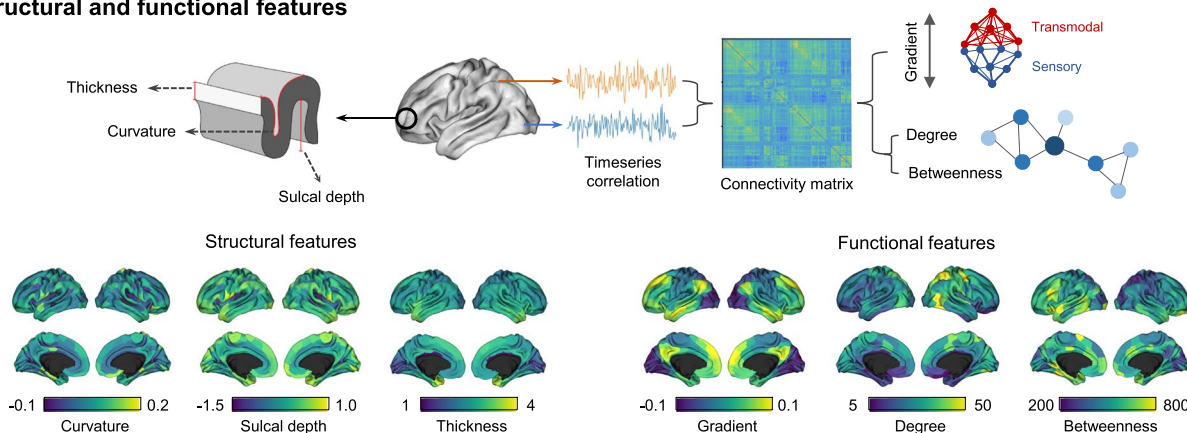 ructural and functional features
Thickness
Curvature
Sulcal depth
Timeseries
correlation
Connectivity matrix
Gradient
Transmodal
Sensory
Degree
Betweenness
Structural features
Functional features
-0.1 0.2
Curvature
-1.5 1.0
Sulcal depth
1 4
Thickness
-0.1 0.1
Gradient
5 50
Degree
200 800
Betweenness